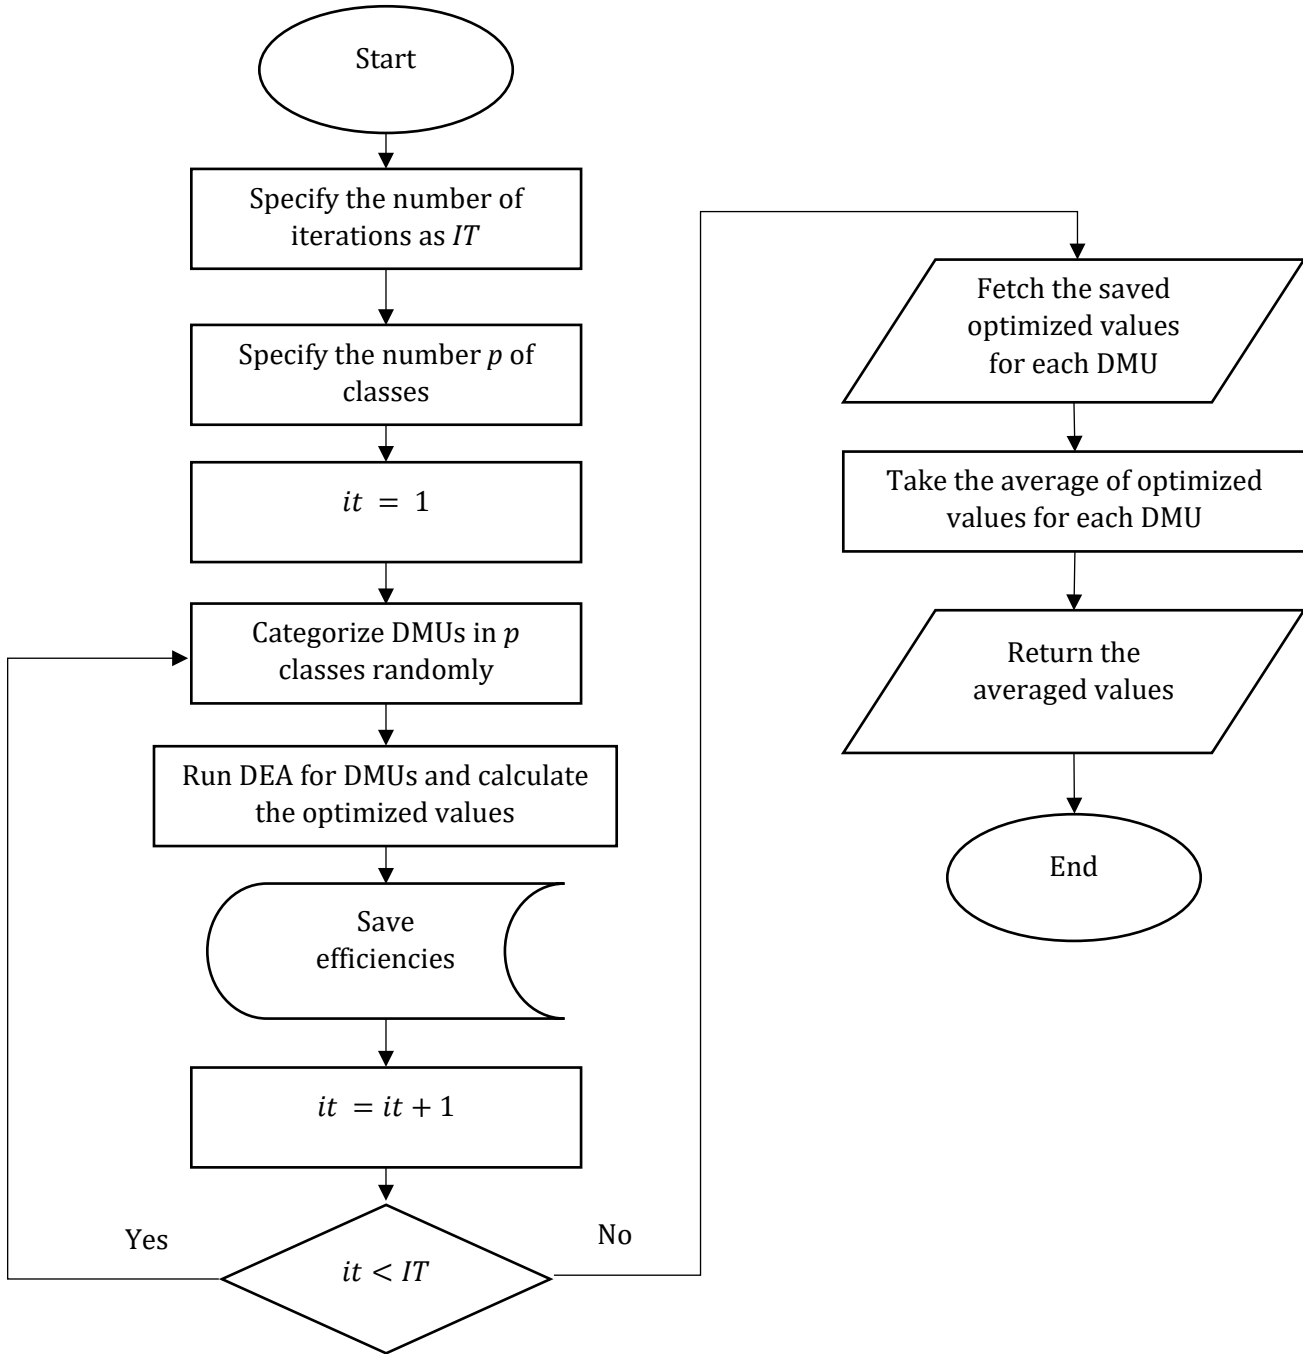 Start
Specify the number of
iterations as IT
Specify the number p of
classes
it = 1
Categorize DMUs in p
classes randomly
Run DEA for DMUs and calculate
the optimized values
Save
efficiencies
it = it + 1
Yes
it < IT
No
Fetch the saved
optimized values
for each DMU
Take the average of optimized
values for each DMU
Return the
averaged values
End